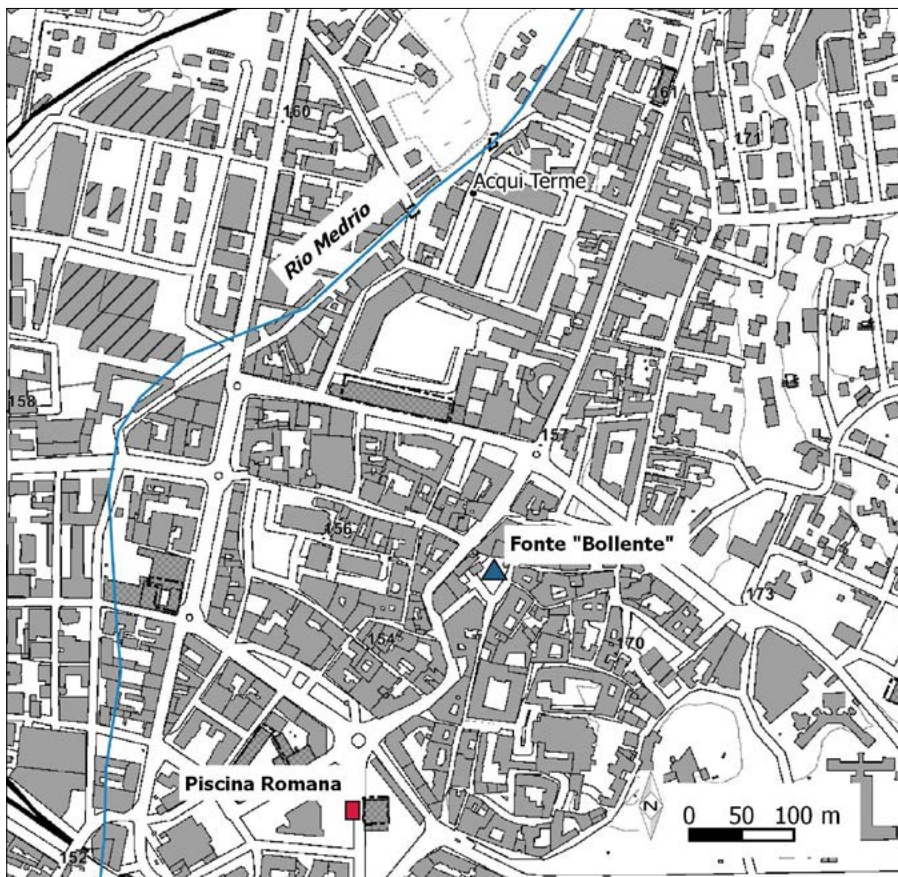 161
160
171
Acqui Terme
Rio Medrio
158
157
156
Fonte "Bollente"
173
154
170
Piscina Romana
N
0 50 100 m
152